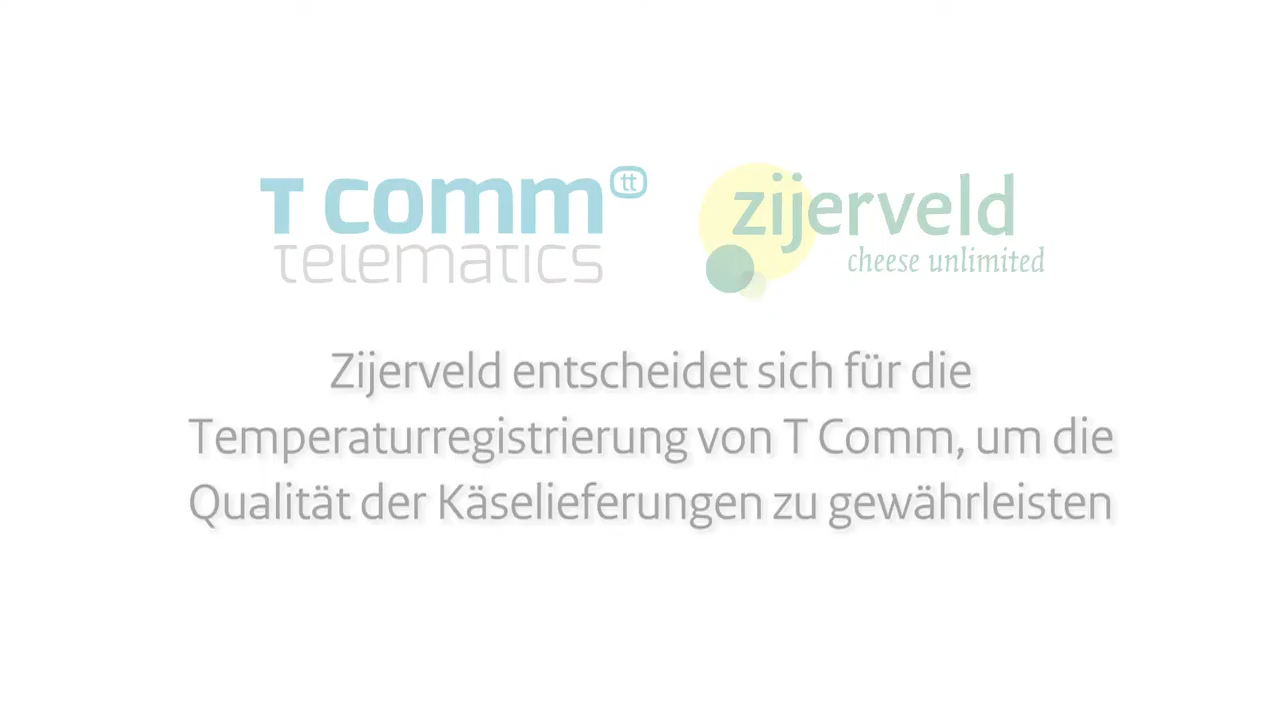 T comm tt
telematics
zijerveld
cheese unlimited
Zijerveld entscheidet sich für die
Temperaturregistrierung von T Comm, um die
Qualität der Käselieferungen zu gewährleisten